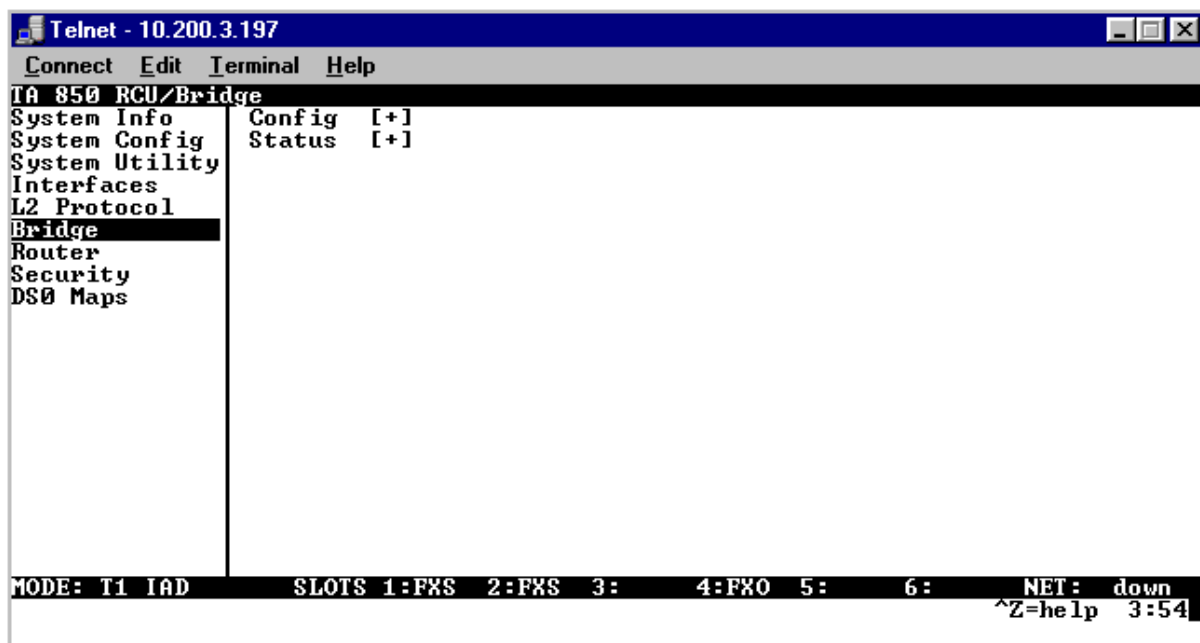 Telnet - 10.200.3.197
Connect Edit Terminal Help
TA 850 RCU/Bridge
System Info Config [+]
System Config Status [+]
System Utility
Interfaces
L2 Protocol
Bridge
Router
Security
DS0 Maps
MODE: T1 IAD SLOTS 1:FXS 2:FXS 3: 4:FXO 5: 6: NET: down
^Z=help 3:54